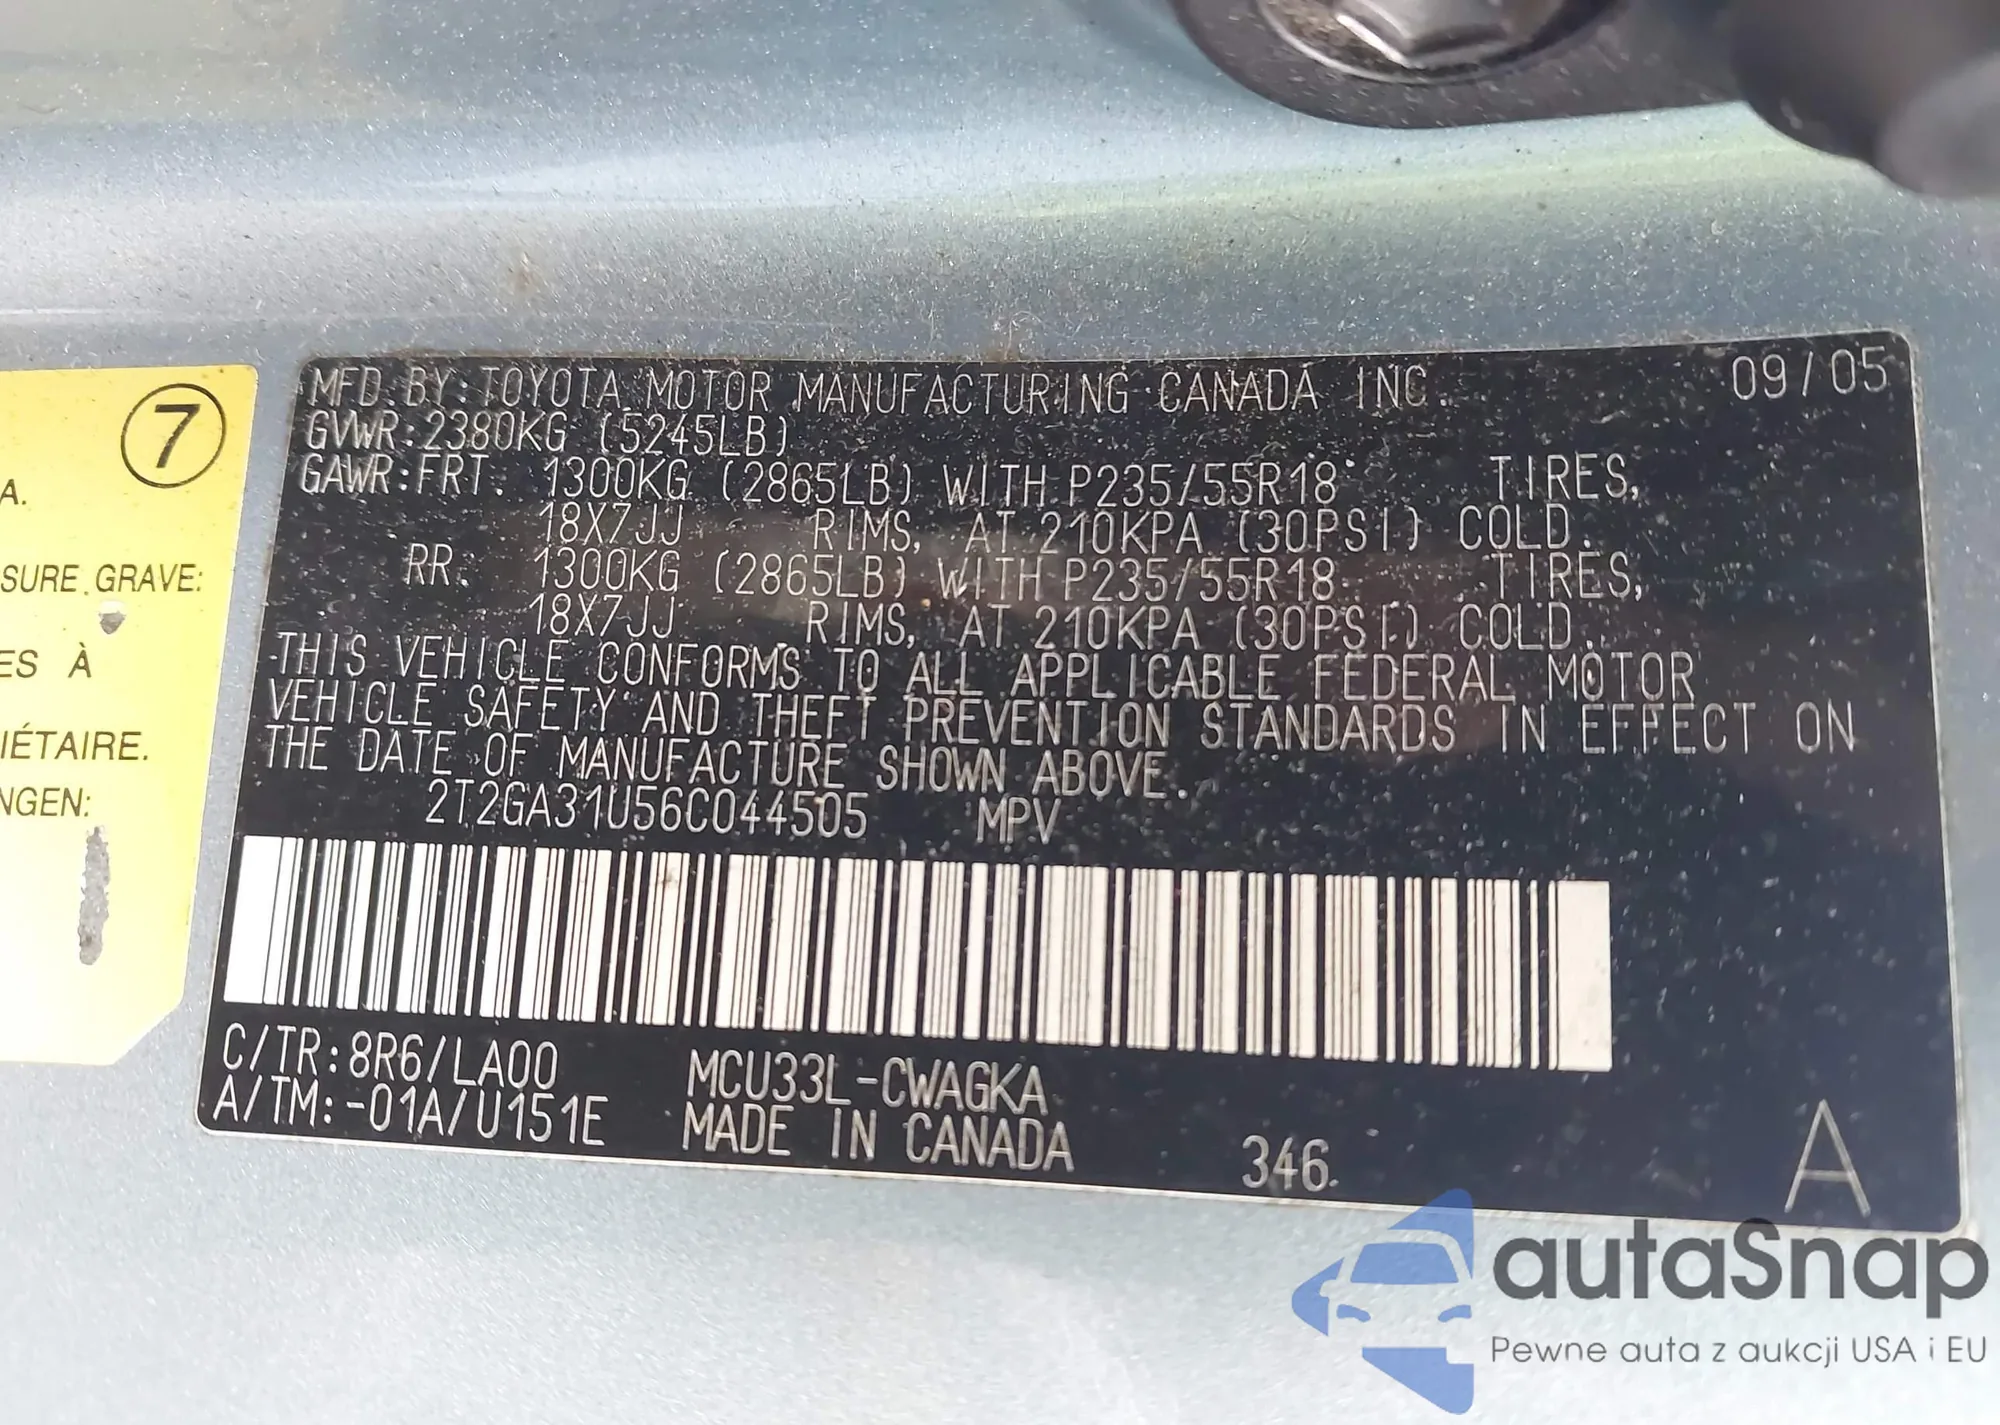 7
A.
SURE GRAVE:
ES À
IÉTAIRE.
NGEN:
MFD.BY:TOYOTA MOTOR MANUFACTURING CANADA INC. 09/05
GVWR:2380KG (5245LB)
GAWR:FRT. 1300KG (2865LB) WITH P235/55R18 TIRES,
18X7JJ RIMS, AT 210KPA (30PSI) COLD.
RR: 1300KG (2865LB) WITH P235/55R18 TIRES,
18X7JJ RIMS, AT 210KPA (30PSI) COLD.
THIS VEHICLE CONFORMS TO ALL APPLICABLE FEDERAL MOTOR
VEHICLE SAFETY AND THEFT PREVENTION STANDARDS IN EFFECT ON
THE DATE OF MANUFACTURE SHOWN ABOVE.
2T2GA31U56C044505 MPV
C/TR:8R6/LA00 MCU33L-CWAGKA
A/TM:-01A/U151E MADE IN CANADA 346. A
autaSnap
Pewne auta z aukcji USA i EU